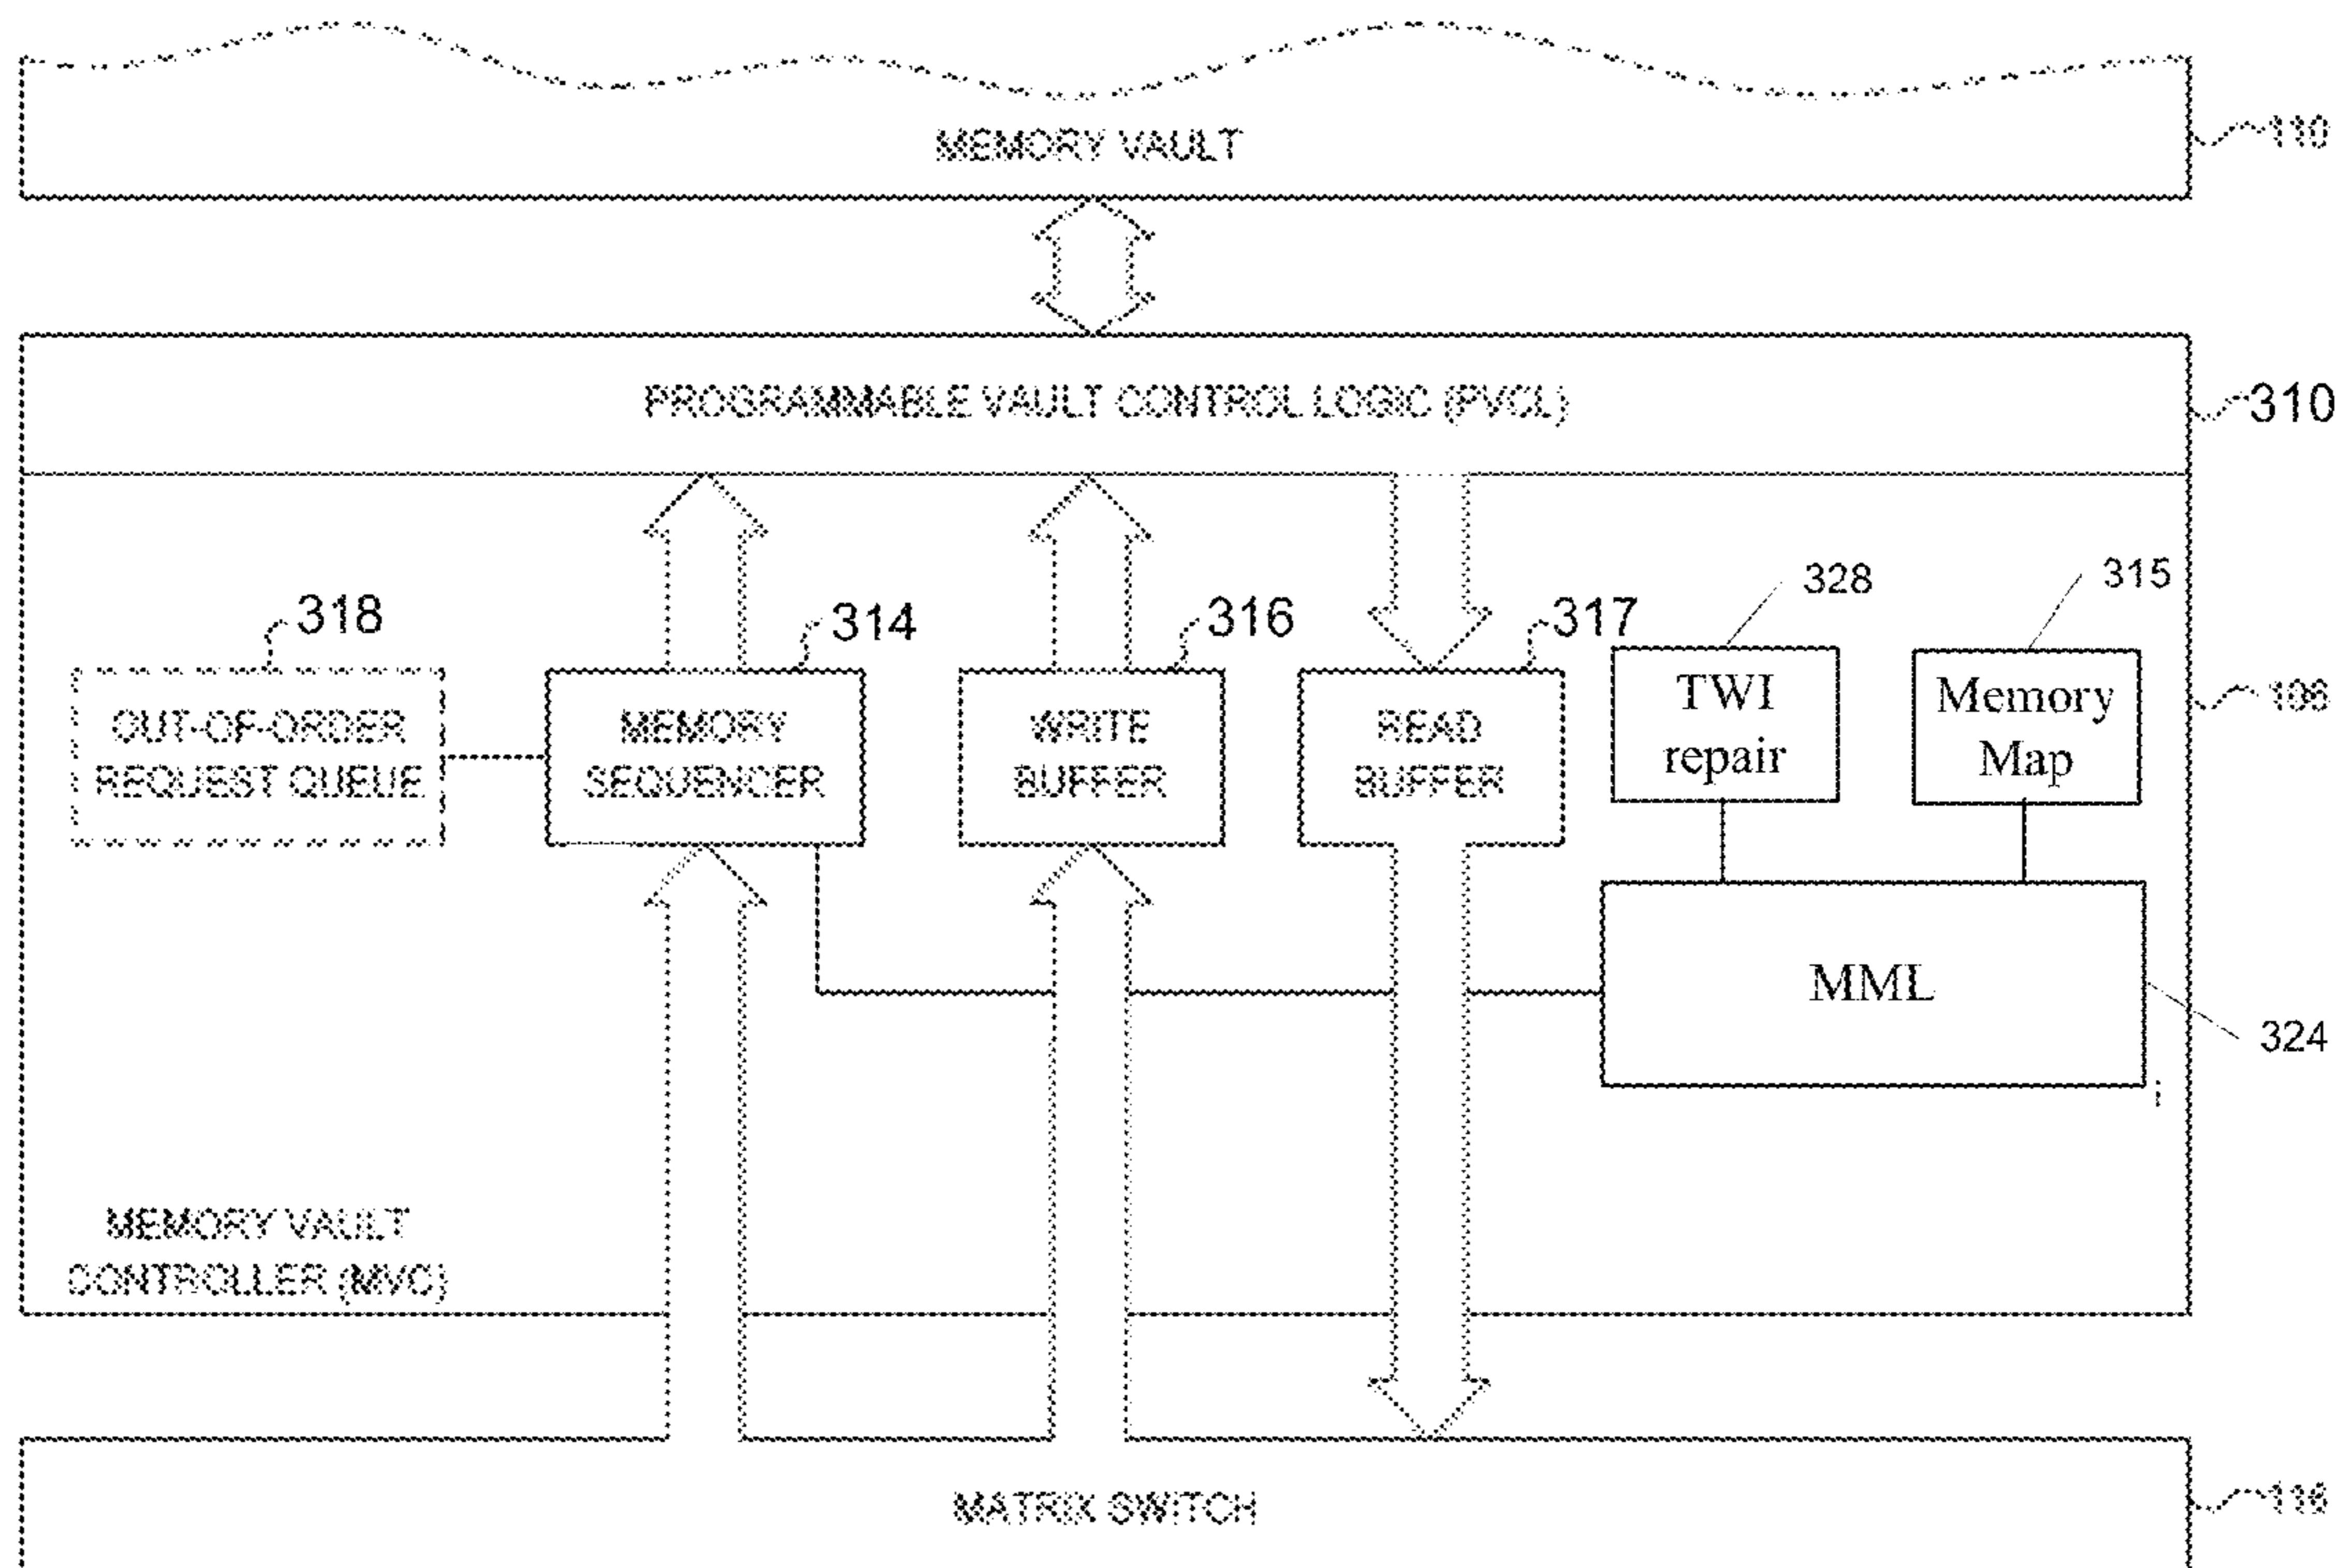 MEMORY VAULT
110
PROGRAMMABLE VAULT CONTROL LOGIC (PVCL)
310
318
314
316
317
328
315
OUT-OF-ORDER
REQUEST QUEUE
MEMORY
SEQUENCER
WRITE
BUFFER
READ
BUFFER
TWI
repair
Memory
Map
106
MML
324
MEMORY VAULT
CONTROLLER (MVC)
MATRIX SWITCH
116